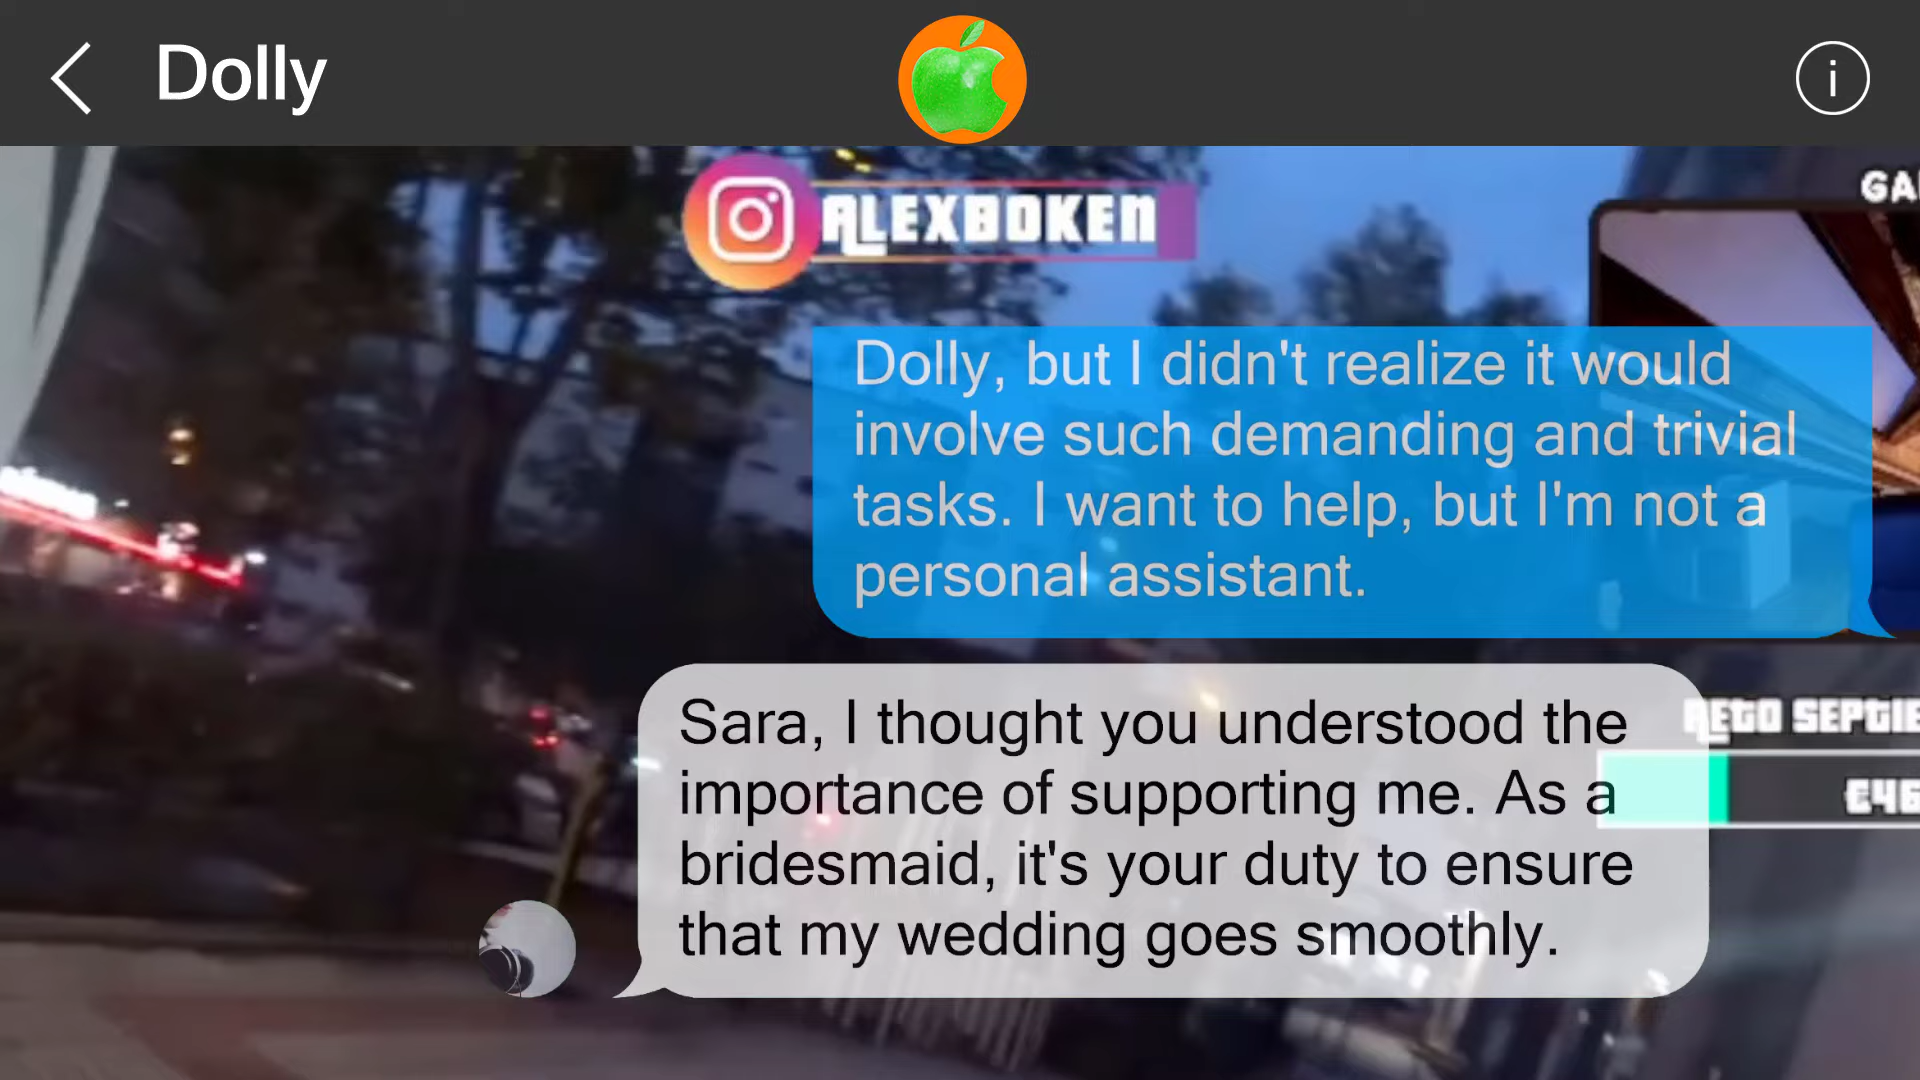 Dolly
i
ALEXBOKEN
Dolly, but I didn't realize it would
involve such demanding and trivial
tasks. I want to help, but I'm not a
personal assistant.
Sara, I thought you understood the
importance of supporting me. As a
bridesmaid, it's your duty to ensure
that my wedding goes smoothly.
RETO